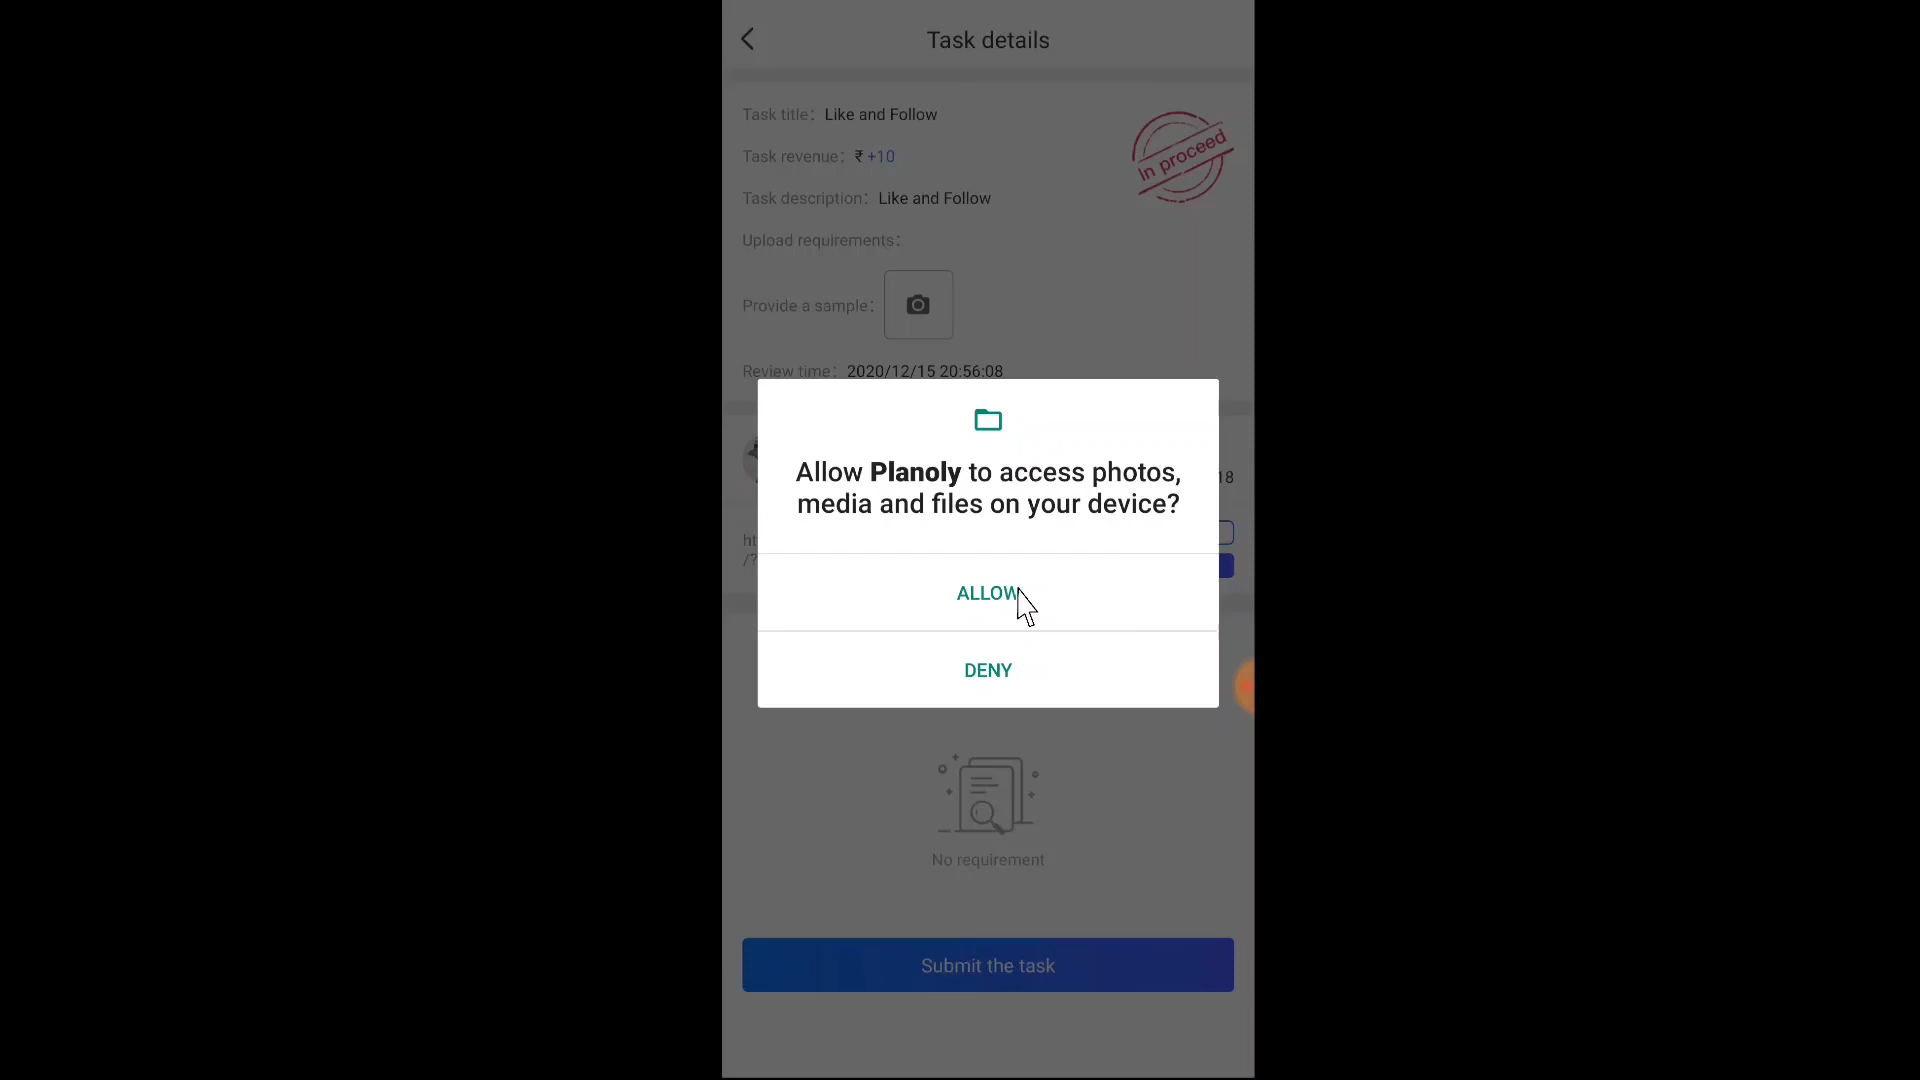 Task details
Task title: Like and Follow
Task revenue: ₹ +10
In proceed
Task description: Like and Follow
Upload requirements:
Provide a sample:
Review time: 2020/12/15 20:56:08
Allow Planoly to access photos,
media and files on your device?
18
ht
/?
ALLOW
DENY
No requirement
Submit the task